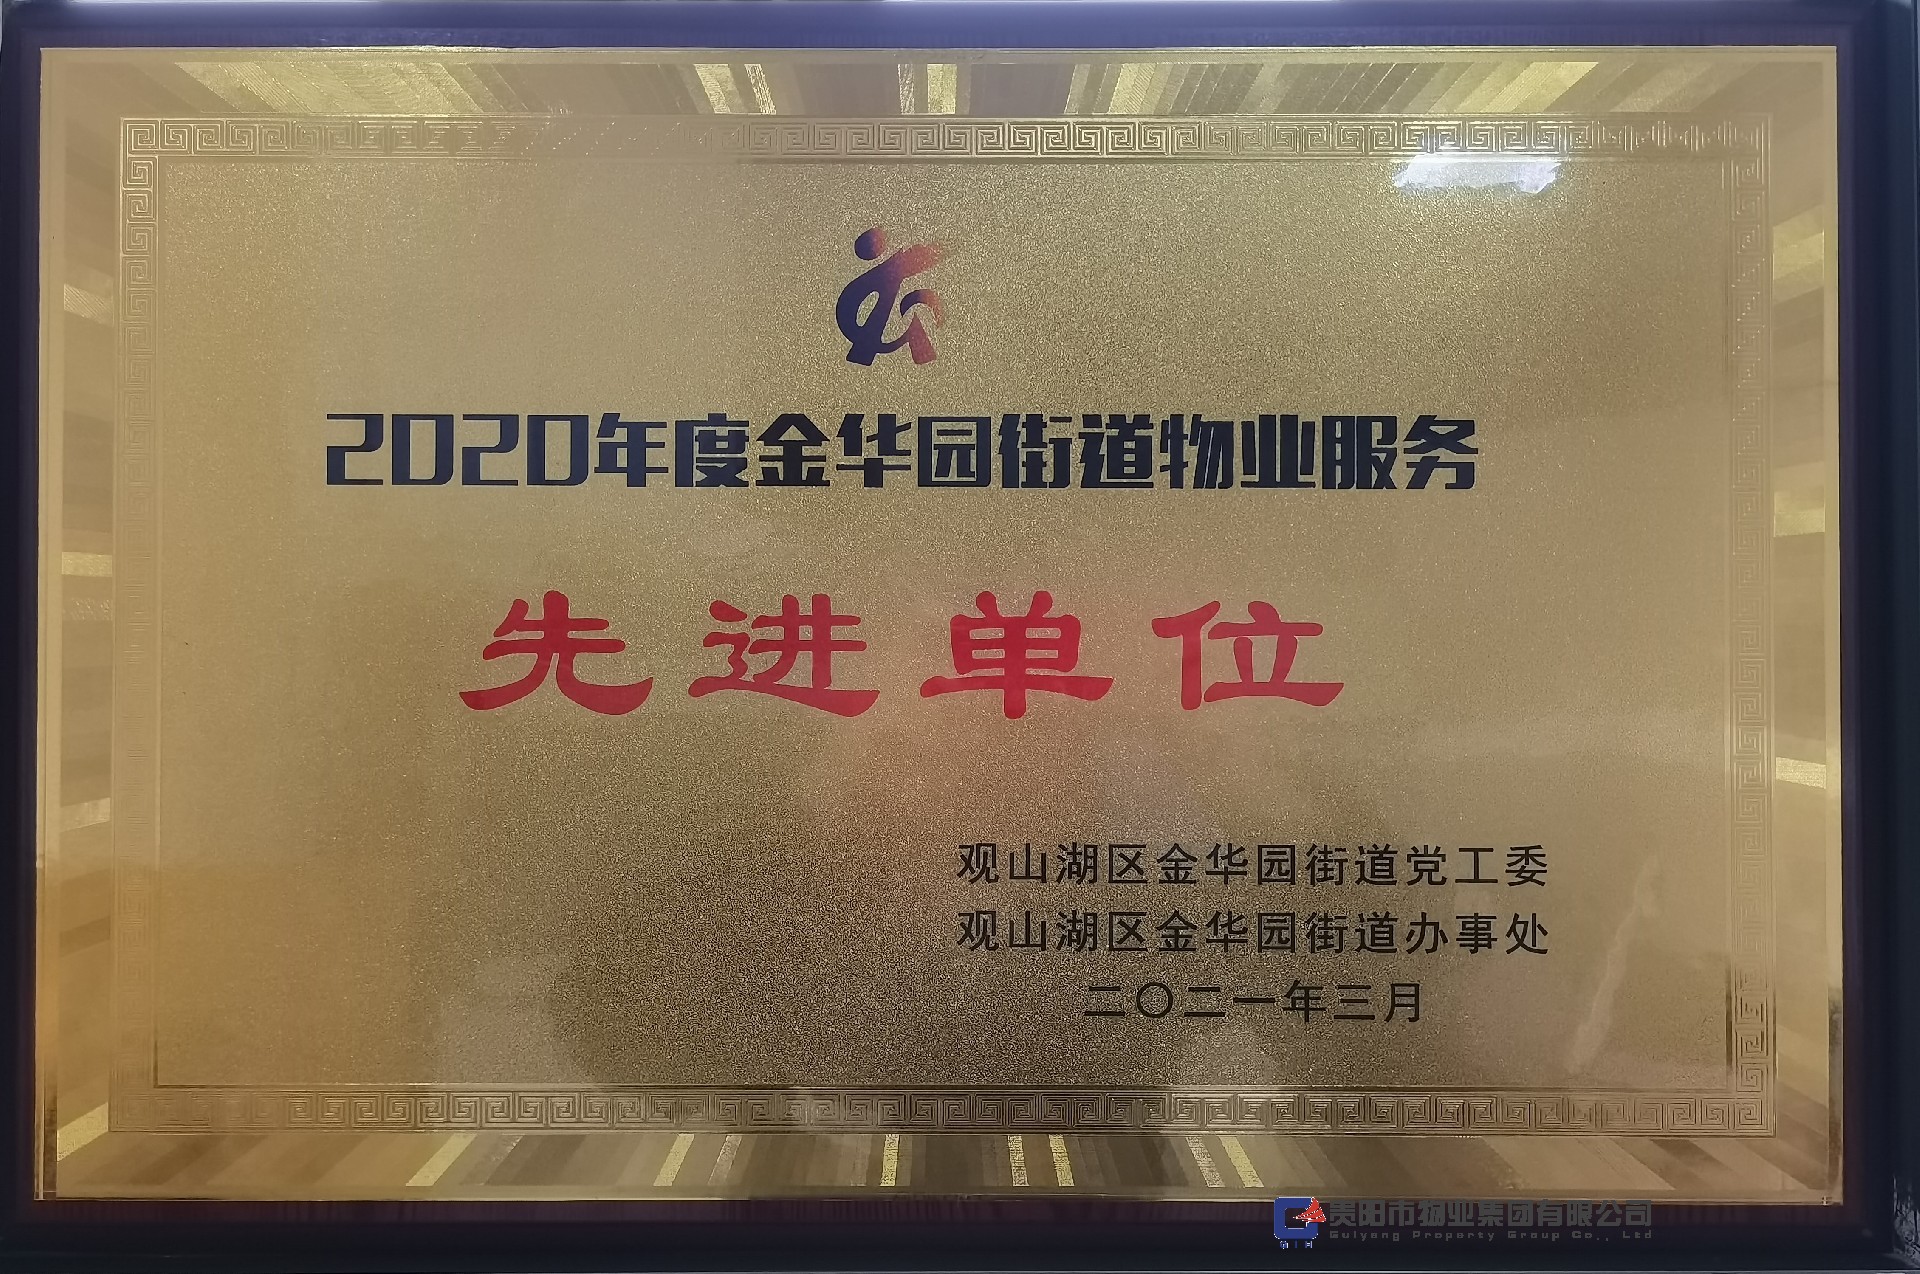 2020年度金华园街道物业服务
先进单位
观山湖区金华园街道党工委
观山湖区金华园街道办事处
二〇二一年三月
贵阳市物业集团有限公司
Guiyang Property Group Co., Ltd